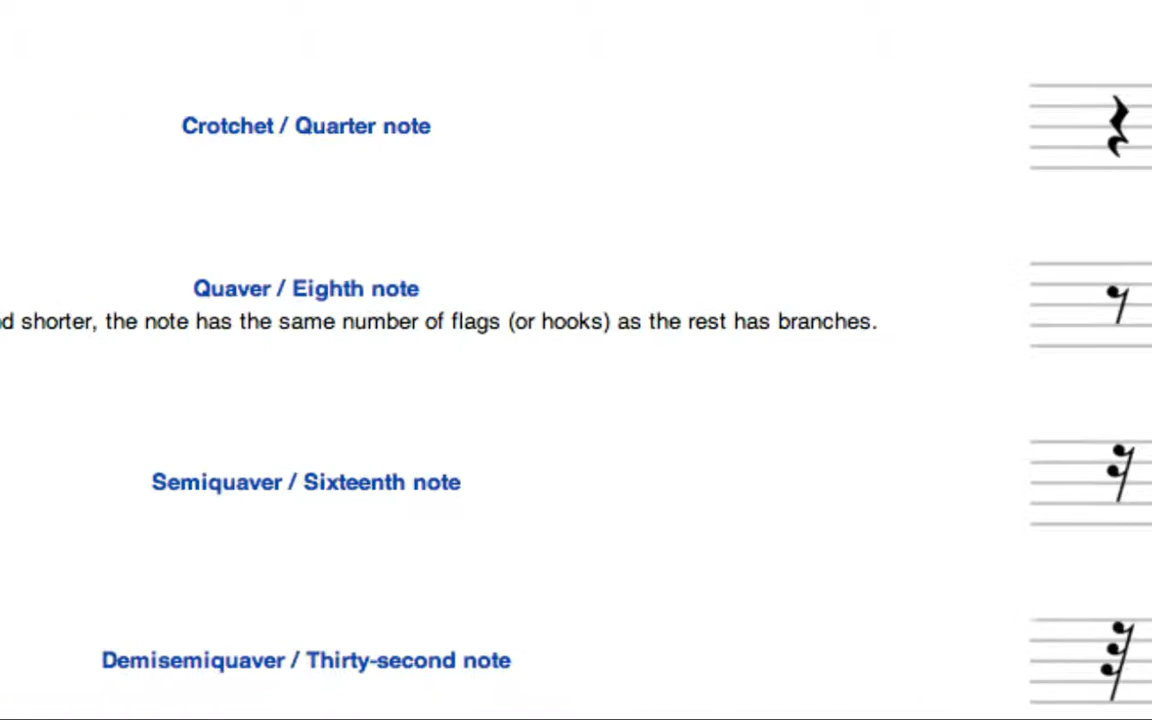 Crotchet / Quarter note
Quaver / Eighth note
shorter, the note has the same number of flags (or hooks) as the rest has branches.
Semiquaver / Sixteenth note
Demisemiquaver / Thirty-second note